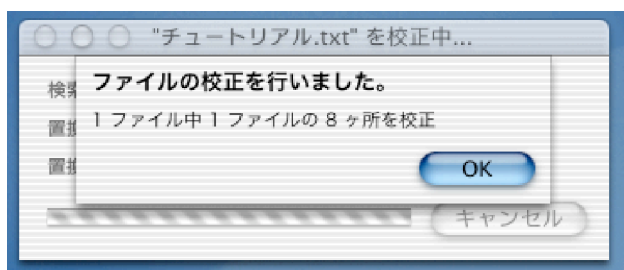 "チュートリアル.txt" を校正中...
ファイルの校正を行いました。
1 ファイル中 1 ファイルの 8 ヶ所を校正
OK
キャンセル